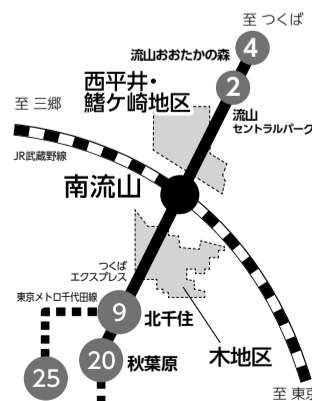 至 つくば
流山おおたかの森
4
西平井・
鰭ケ崎地区
2
流山
セントラルパーク
至 三郷
JR武蔵野線
南流山
つくば
エクスプレス
東京メトロ千代田線
9
北千住
20
秋葉原
木地区
25
至 東京